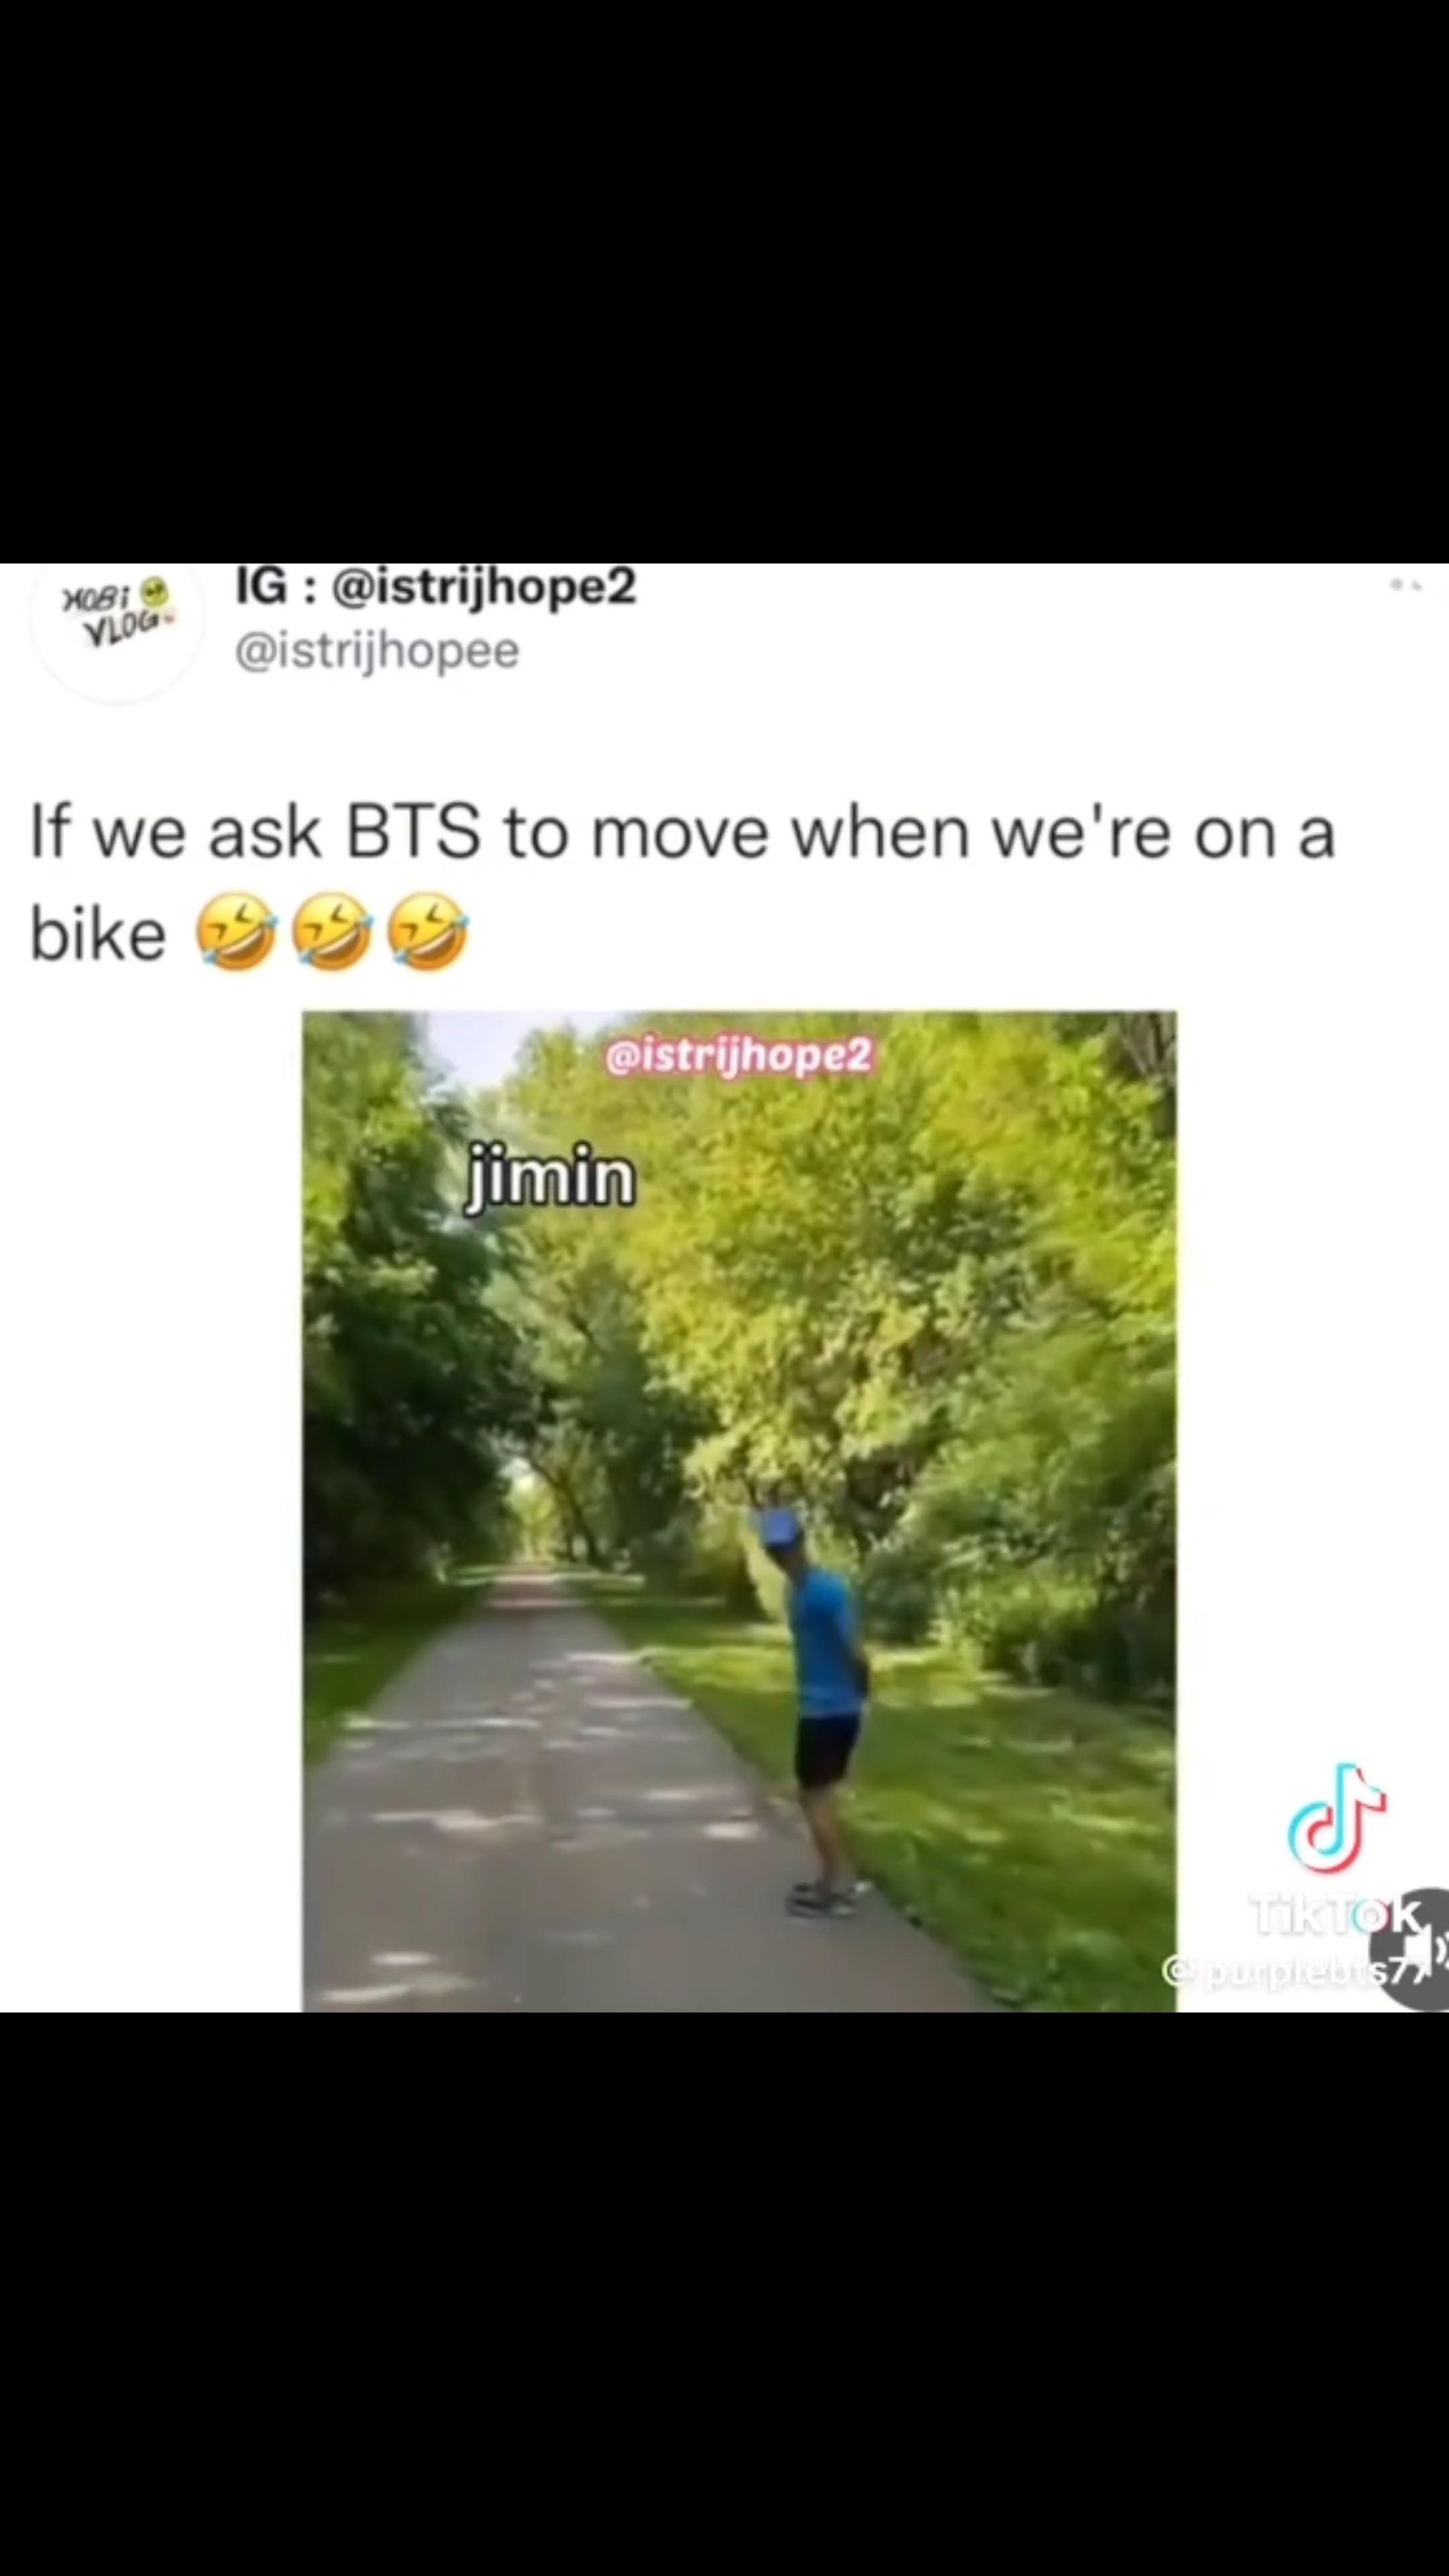 HOBi
VLOG
IG : @istrijhope2
@istrijhopee
If we ask BTS to move when we're on a
bike 🤣🤣🤣
@istrijhope2
jimin
TikTok
@purplebts77